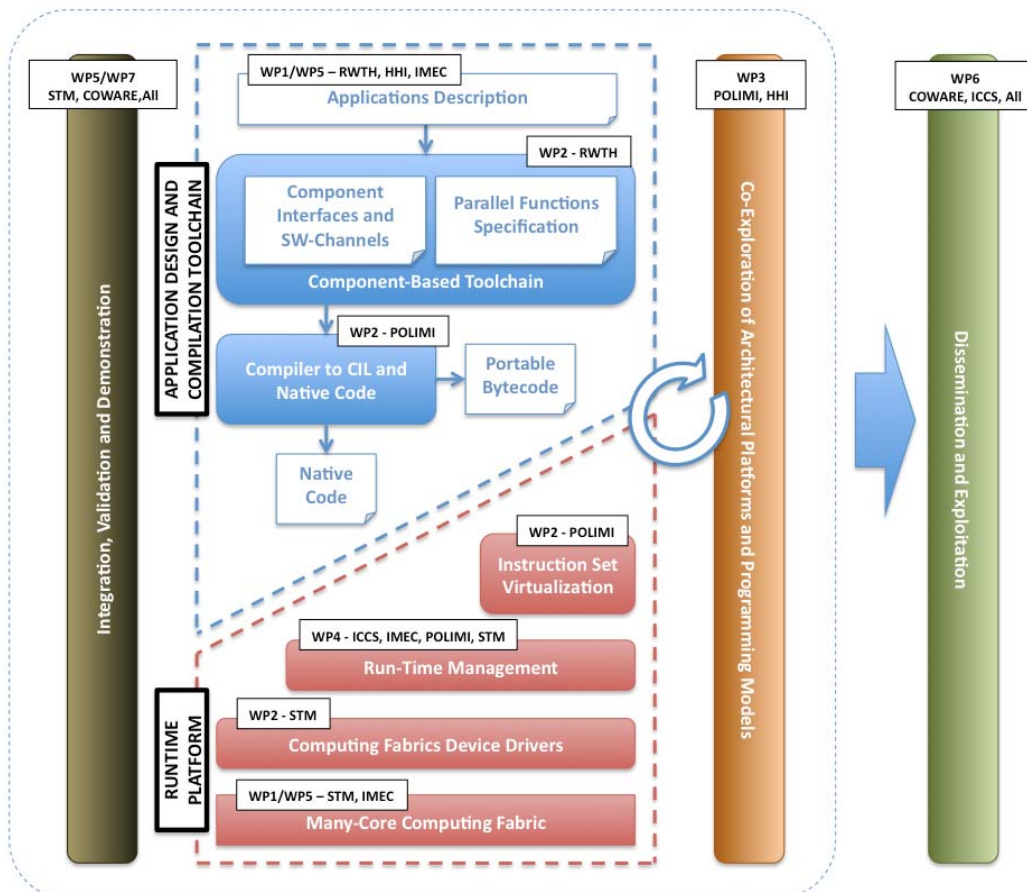 WP5/WP7
STM, COWARE,All
Integration, Validation and Demonstration
APPLICATION DESIGN AND
COMPILATION TOOLCHAIN
WP1/WP5 – RWTH, HHI, IMEC
Applications Description
WP2 - RWTH
Component
Interfaces and
SW-Channels
Parallel Functions
Specification
Component-Based Toolchain
WP2 - POLIMI
Compiler to CIL and
Native Code
Portable
Bytecode
Native
Code
RUNTIME
PLATFORM
WP2 - POLIMI
Instruction Set
Virtualization
WP4 - ICCS, IMEC, POLIMI, STM
Run-Time Management
WP2 - STM
Computing Fabrics Device Drivers
WP1/WP5 – STM, IMEC
Many-Core Computing Fabric
WP3
POLIMI, HHI
Co-Exploration of Architectural Platforms and Programming Models
WP6
COWARE, ICCS, All
Dissemination and Exploitation